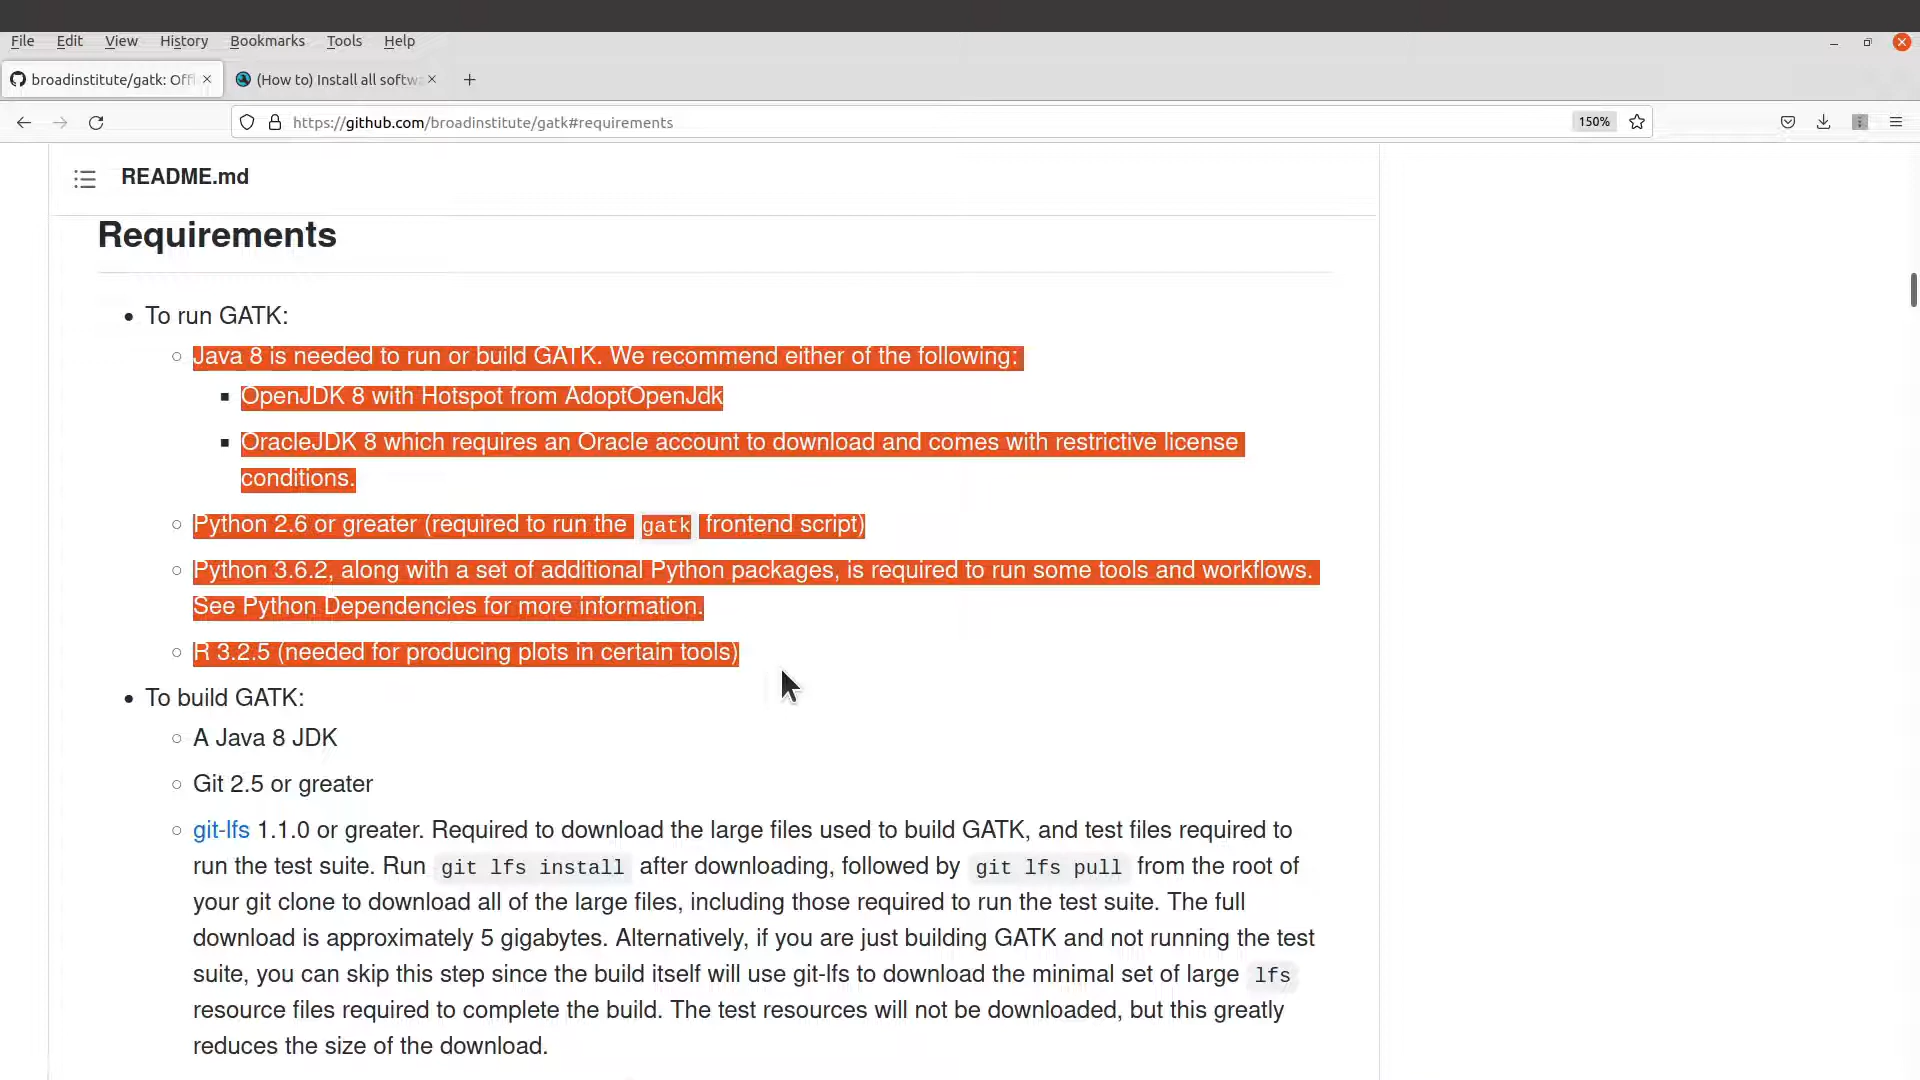 File Edit View History Bookmarks Tools Help
broadinstitute/gatk: Offi
(How to) Install all softwa
https://github.com/broadinstitute/gatk#requirements
150%
README.md
Requirements
To run GATK:
Java 8 is needed to run or build GATK. We recommend either of the following:
OpenJDK 8 with Hotspot from AdoptOpenJdk
OracleJDK 8 which requires an Oracle account to download and comes with restrictive license
conditions.
Python 2.6 or greater (required to run the gatk frontend script)
Python 3.6.2, along with a set of additional Python packages, is required to run some tools and workflows.
See Python Dependencies for more information.
R 3.2.5 (needed for producing plots in certain tools)
To build GATK:
A Java 8 JDK
Git 2.5 or greater
git-lfs 1.1.0 or greater. Required to download the large files used to build GATK, and test files required to
run the test suite. Run git lfs install after downloading, followed by git lfs pull from the root of
your git clone to download all of the large files, including those required to run the test suite. The full
download is approximately 5 gigabytes. Alternatively, if you are just building GATK and not running the test
suite, you can skip this step since the build itself will use git-lfs to download the minimal set of large lfs
resource files required to complete the build. The test resources will not be downloaded, but this greatly
reduces the size of the download.